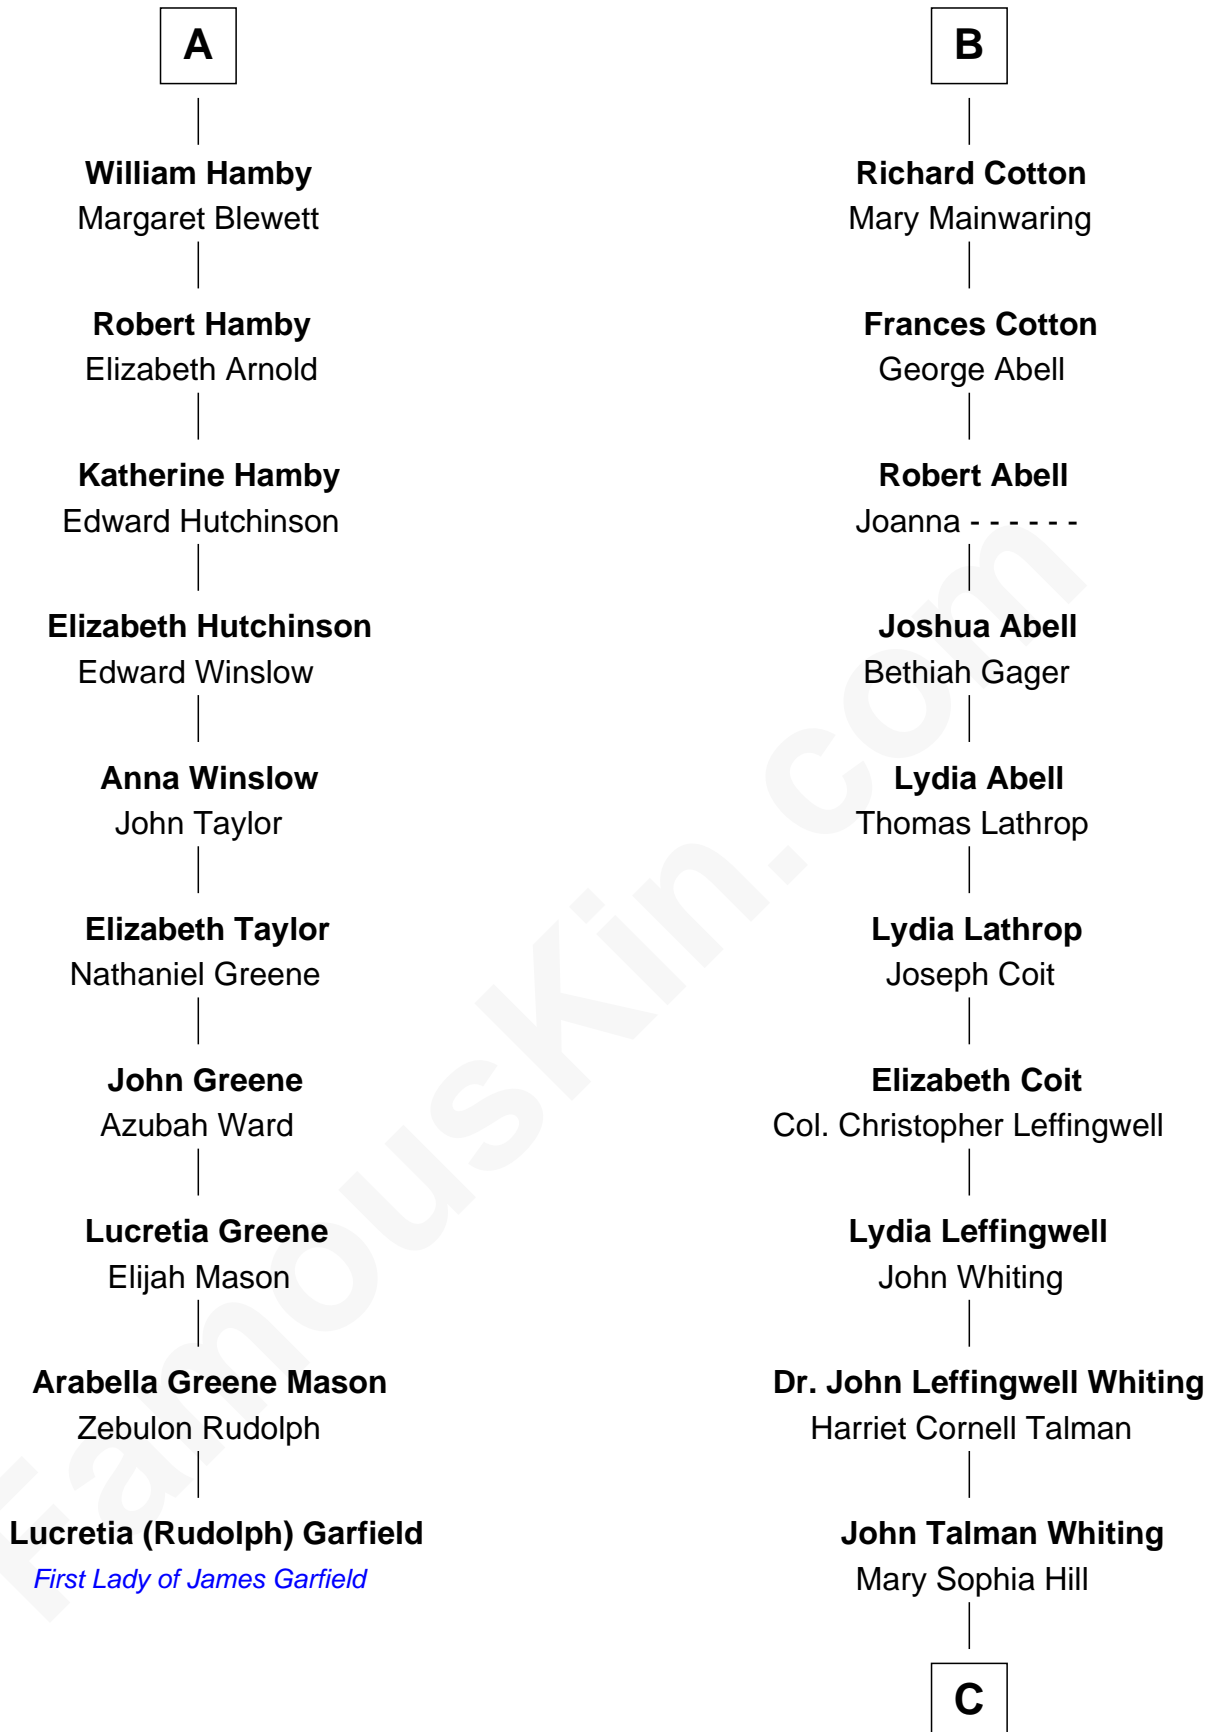 A
William Hamby
Margaret Blewett
Robert Hamby
Elizabeth Arnold
Katherine Hamby
Edward Hutchinson
Elizabeth Hutchinson
Edward Winslow
Anna Winslow
John Taylor
Elizabeth Taylor
Nathaniel Greene
John Greene
Azubah Ward
Lucretia Greene
Elijah Mason
Arabella Greene Mason
Zebulon Rudolph
Lucretia (Rudolph) Garfield
First Lady of James Garfield
B
Richard Cotton
Mary Mainwaring
Frances Cotton
George Abell
Robert Abell
Joanna - - - - - -
Joshua Abell
Bethiah Gager
Lydia Abell
Thomas Lathrop
Lydia Lathrop
Joseph Coit
Elizabeth Coit
Col. Christopher Leffingwell
Lydia Leffingwell
John Whiting
Dr. John Leffingwell Whiting
Harriet Cornell Talman
John Talman Whiting
Mary Sophia Hill
C
FamousKin.com